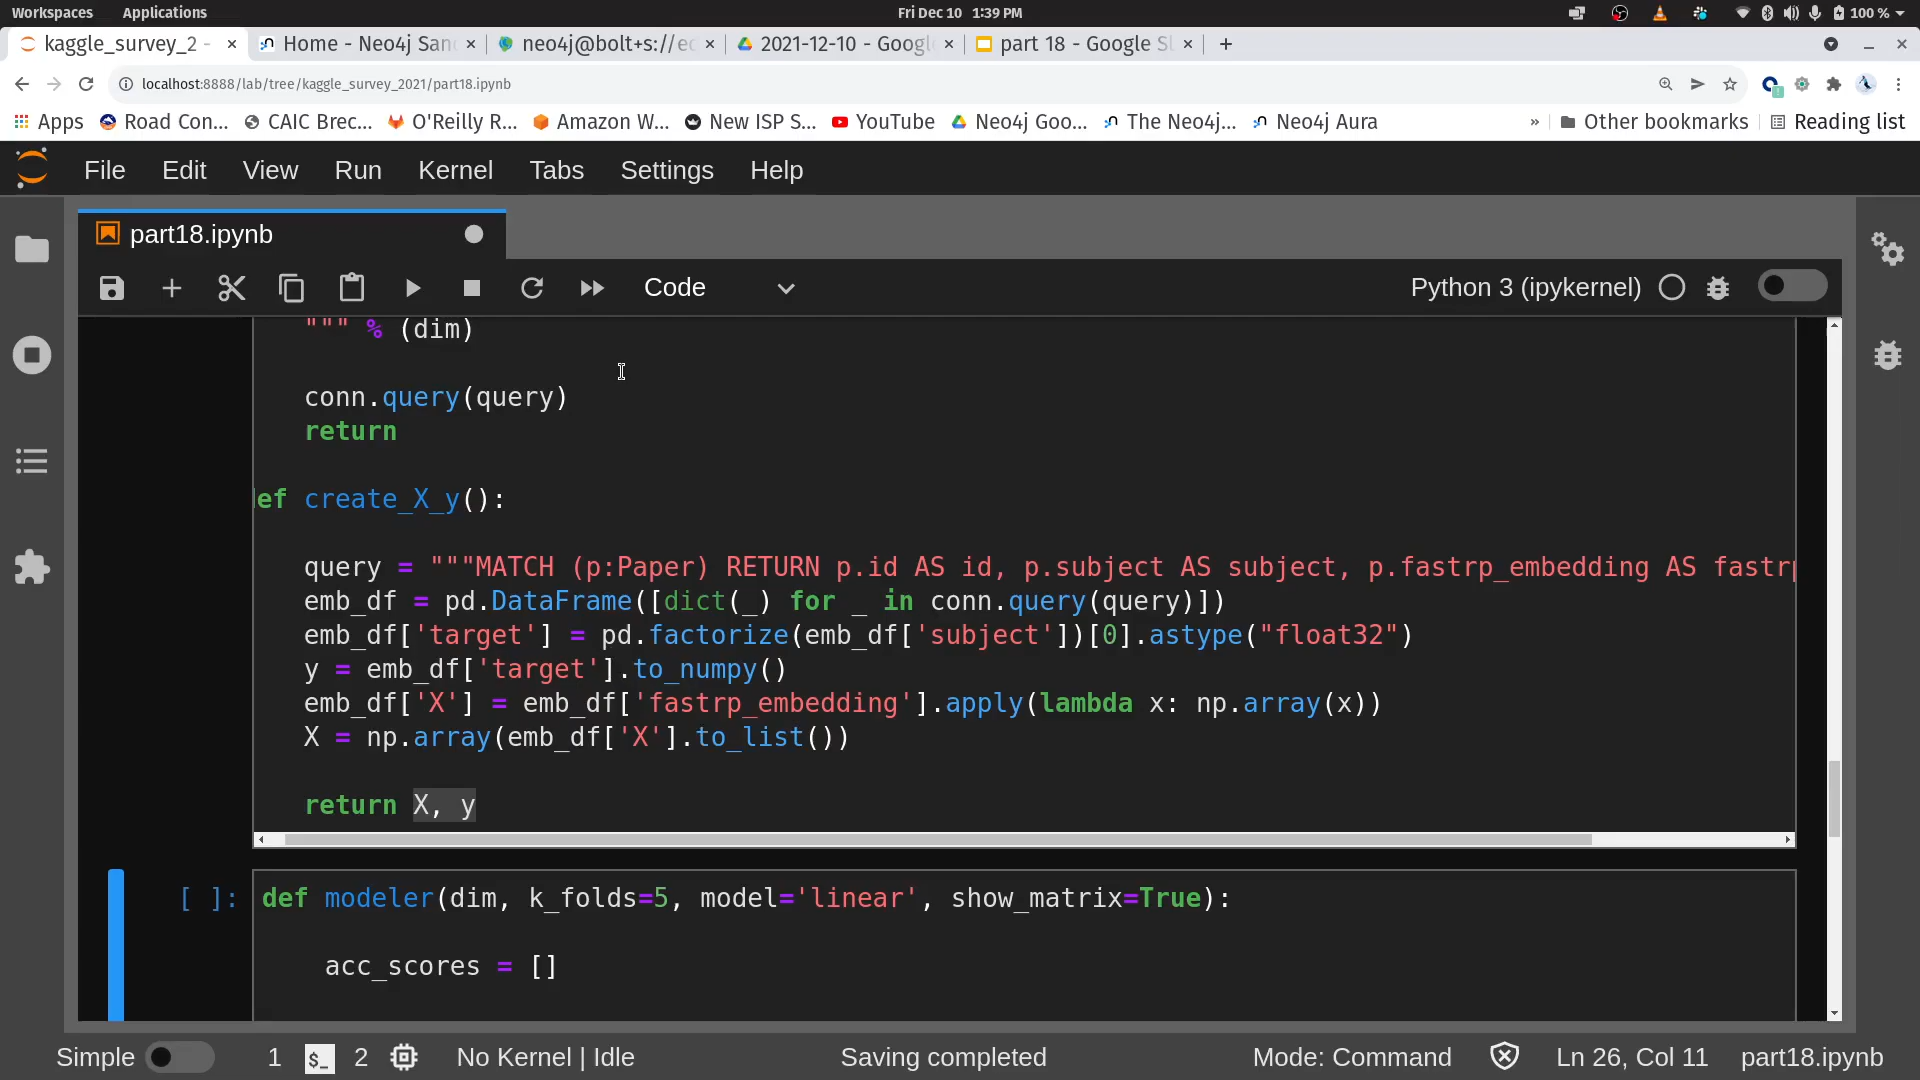 Workspaces Applications Fri Dec 10 1:39 PM 100 %
kaggle_survey_2 - Home - Neo4j San neo4j@bolt+s://e 2021-12-10 - Googl part 18 - Google Sl
localhost:8888/lab/tree/kaggle_survey_2021/part18.ipynb
Apps Road Con... CAIC Brec... O'Reilly R... Amazon W... New ISP S... YouTube Neo4j Goo... The Neo4j... Neo4j Aura » Other bookmarks Reading list
File Edit View Run Kernel Tabs Settings Help
part18.ipynb
Code Python 3 (ipykernel)
""" % (dim)
conn.query(query)
return
ef create_X_y():
query = """MATCH (p:Paper) RETURN p.id AS id, p.subject AS subject, p.fastrp_embedding AS fastrp
emb_df = pd.DataFrame([dict(_) for _ in conn.query(query)])
emb_df['target'] = pd.factorize(emb_df['subject'])[0].astype("float32")
y = emb_df['target'].to_numpy()
emb_df['X'] = emb_df['fastrp_embedding'].apply(lambda x: np.array(x))
X = np.array(emb_df['X'].to_list())
return X, y
[ ]: def modeler(dim, k_folds=5, model='linear', show_matrix=True):
acc_scores = []
Simple 1 $_ 2 No Kernel | Idle Saving completed Mode: Command Ln 26, Col 11 part18.ipynb